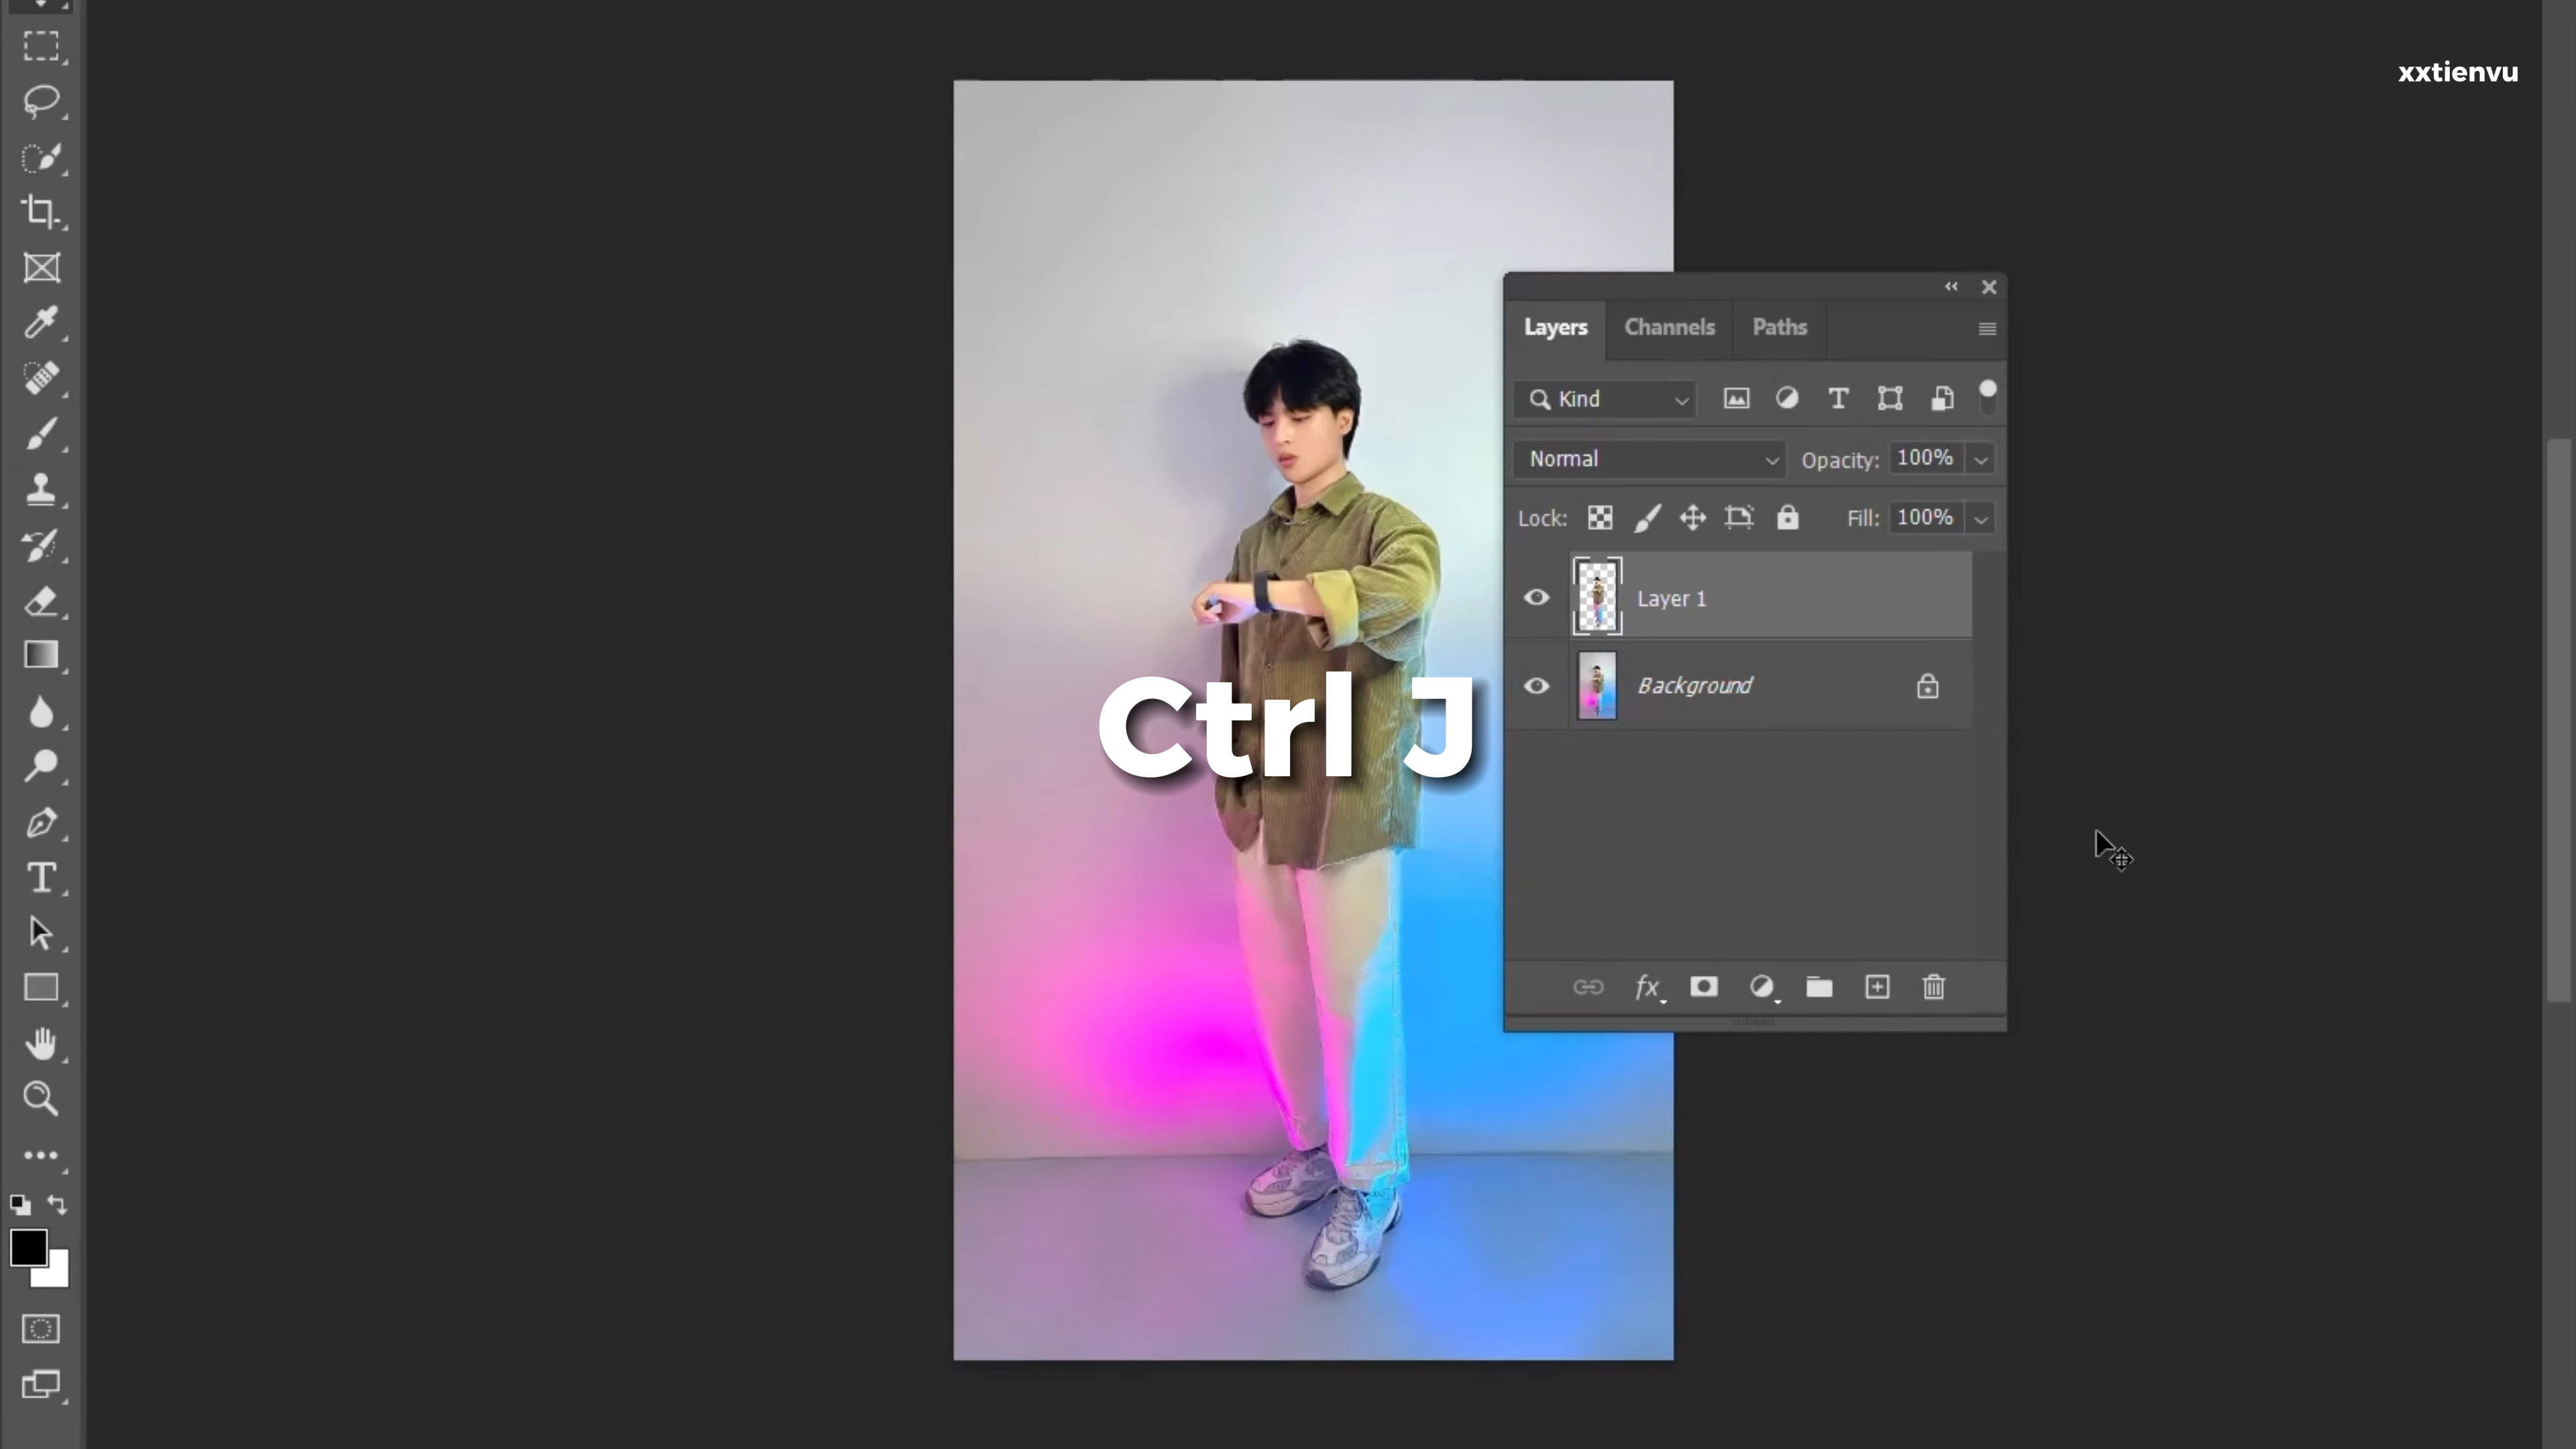 xxtienvu
Layers Channels Paths
Kind
Normal Opacity: 100%
Lock: Fill: 100%
Layer 1
Background
fx
Ctrl J